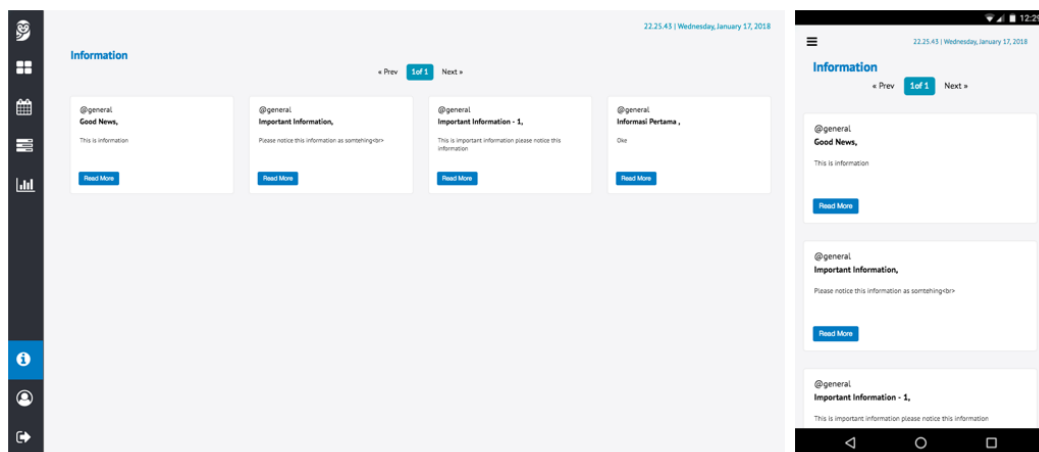 22.25.43 | Wednesday, January 17, 2018
Information
« Prev 1of 1 Next »
@general
Good News,
This is information
Read More
@general
Important Information,
Please notice this information as somtehing<br>
Read More
@general
Important Information - 1,
This is important information please notice this
information
Read More
@general
Informasi Pertama ,
Oke
Read More
12:29
22.25.43 | Wednesday, January 17, 2018
Information
« Prev 1of 1 Next »
@general
Good News,
This is information
Read More
@general
Important Information,
Please notice this information as somtehing<br>
Read More
@general
Important Information - 1,
This is important information please notice this information